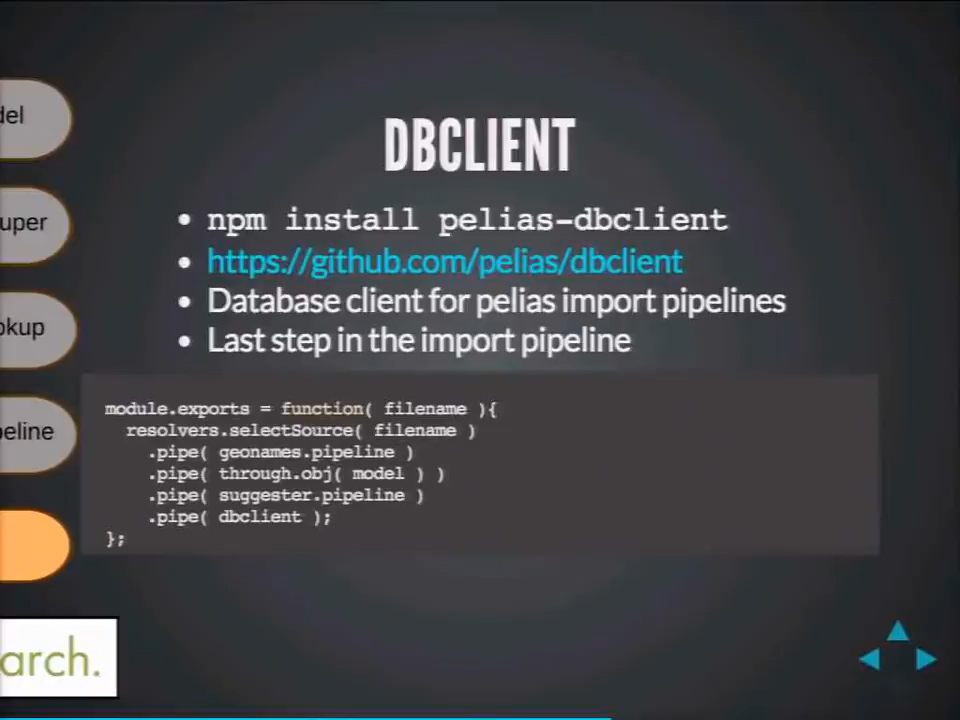 del
DBCLIENT
npm install pelias-dbclient
uper
https://github.com/pelias/dbclient
Database client for pelias import pipelines
okup
Last step in the import pipeline
module.exports = function( filename ){
resolvers.selectSource( filename )
eline
.pipe( geonames.pipeline )
.pipe( through.obj( model ) )
.pipe( suggester.pipeline )
.pipe( dbclient );
};
arch.